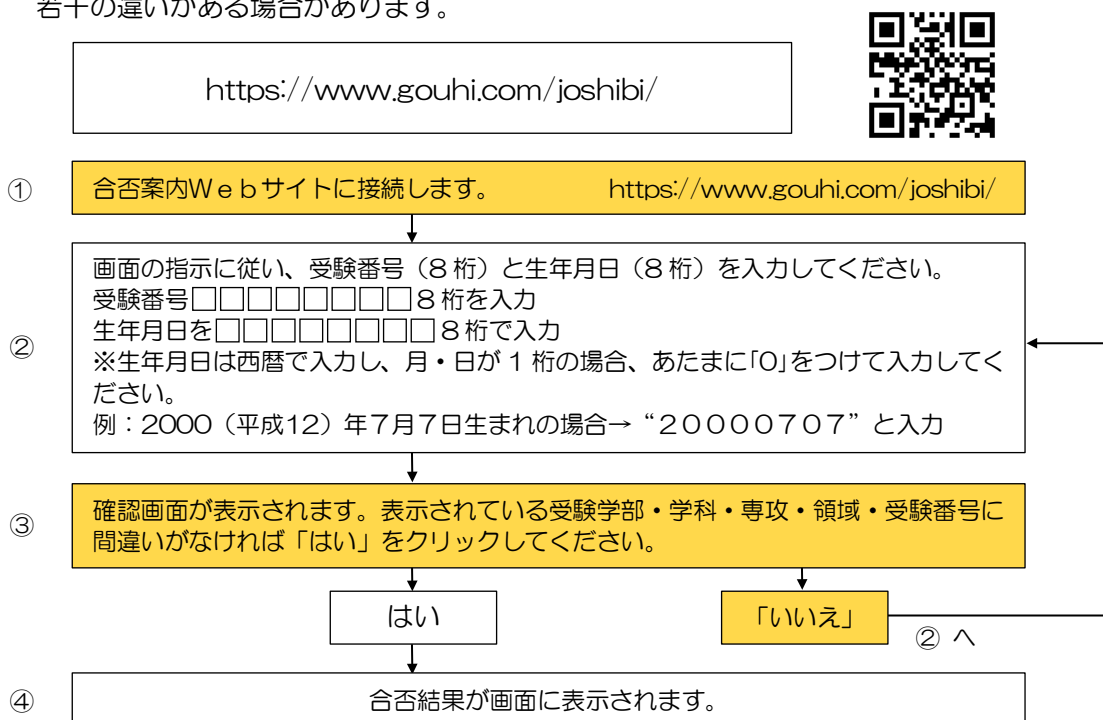 若干の違いがある場合があります。
https://www.gouhi.com/joshibi/
① 合否案内Ｗｅｂサイトに接続します。 https://www.gouhi.com/joshibi/
画面の指示に従い、受験番号（8 桁）と生年月日（8 桁）を入力してください。
受験番号□□□□□□□□8 桁を入力
生年月日を□□□□□□□□8 桁で入力
②
※生年月日は西暦で入力し、月・日が 1 桁の場合、あたまに「0」をつけて入力してく
ださい。
例：2000（平成12）年7月7日生まれの場合→“２００００７０７”と入力
③
確認画面が表示されます。表示されている受験学部・学科・専攻・領域・受験番号に
間違いがなければ「はい」をクリックしてください。
はい 「いいえ」
② へ
④ 合否結果が画面に表示されます。